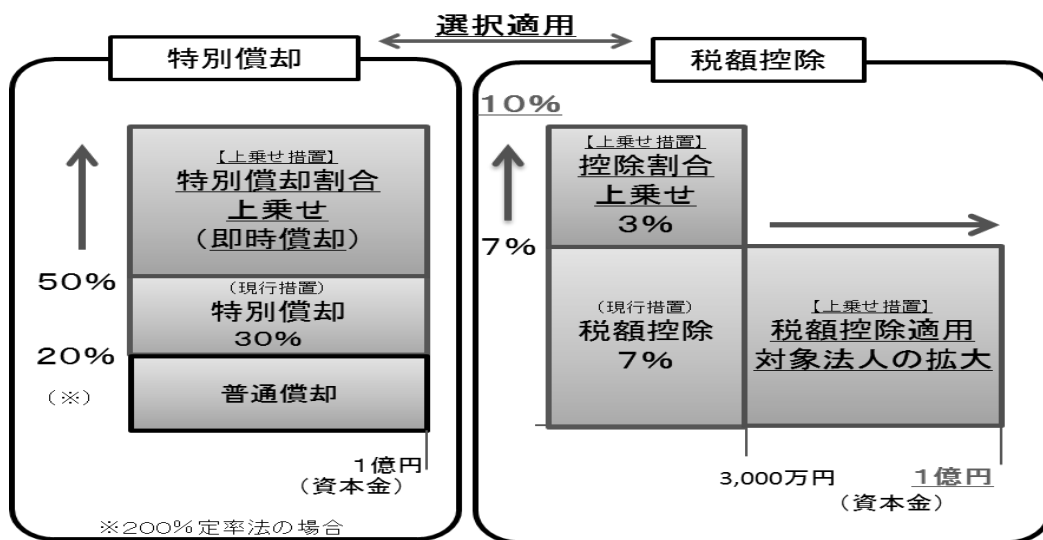 選択適用
特別償却
【上乗せ措置】
特別償却割合
上乗せ
(即時償却)
50%
(現行措置)
特別償却
30%
20%
(※)
普通償却
1億円
(資本金)
※200%定率法の場合
税額控除
10%
【上乗せ措置】
控除割合
上乗せ
3%
7%
(現行措置)
税額控除
7%
【上乗せ措置】
税額控除適用
対象法人の拡大
3,000万円
1億円
(資本金)